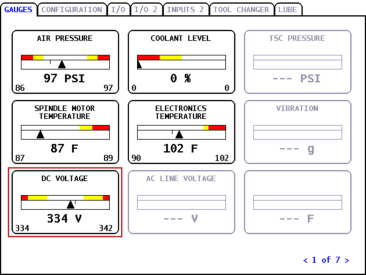 GAUGES CONFIGURATION I/O I/O 2 INPUTS 2 TOOL CHANGER LUBE
AIR PRESSURE
97 PSI
86 97
COOLANT LEVEL
0 %
0 0
TSC PRESSURE
--- PSI
SPINDLE MOTOR
TEMPERATURE
87 F
87 89
ELECTRONICS
TEMPERATURE
102 F
90 102
VIBRATION
--- g
DC VOLTAGE
334 V
334 342
AC LINE VOLTAGE
--- V
--- F
< 1 of 7 >